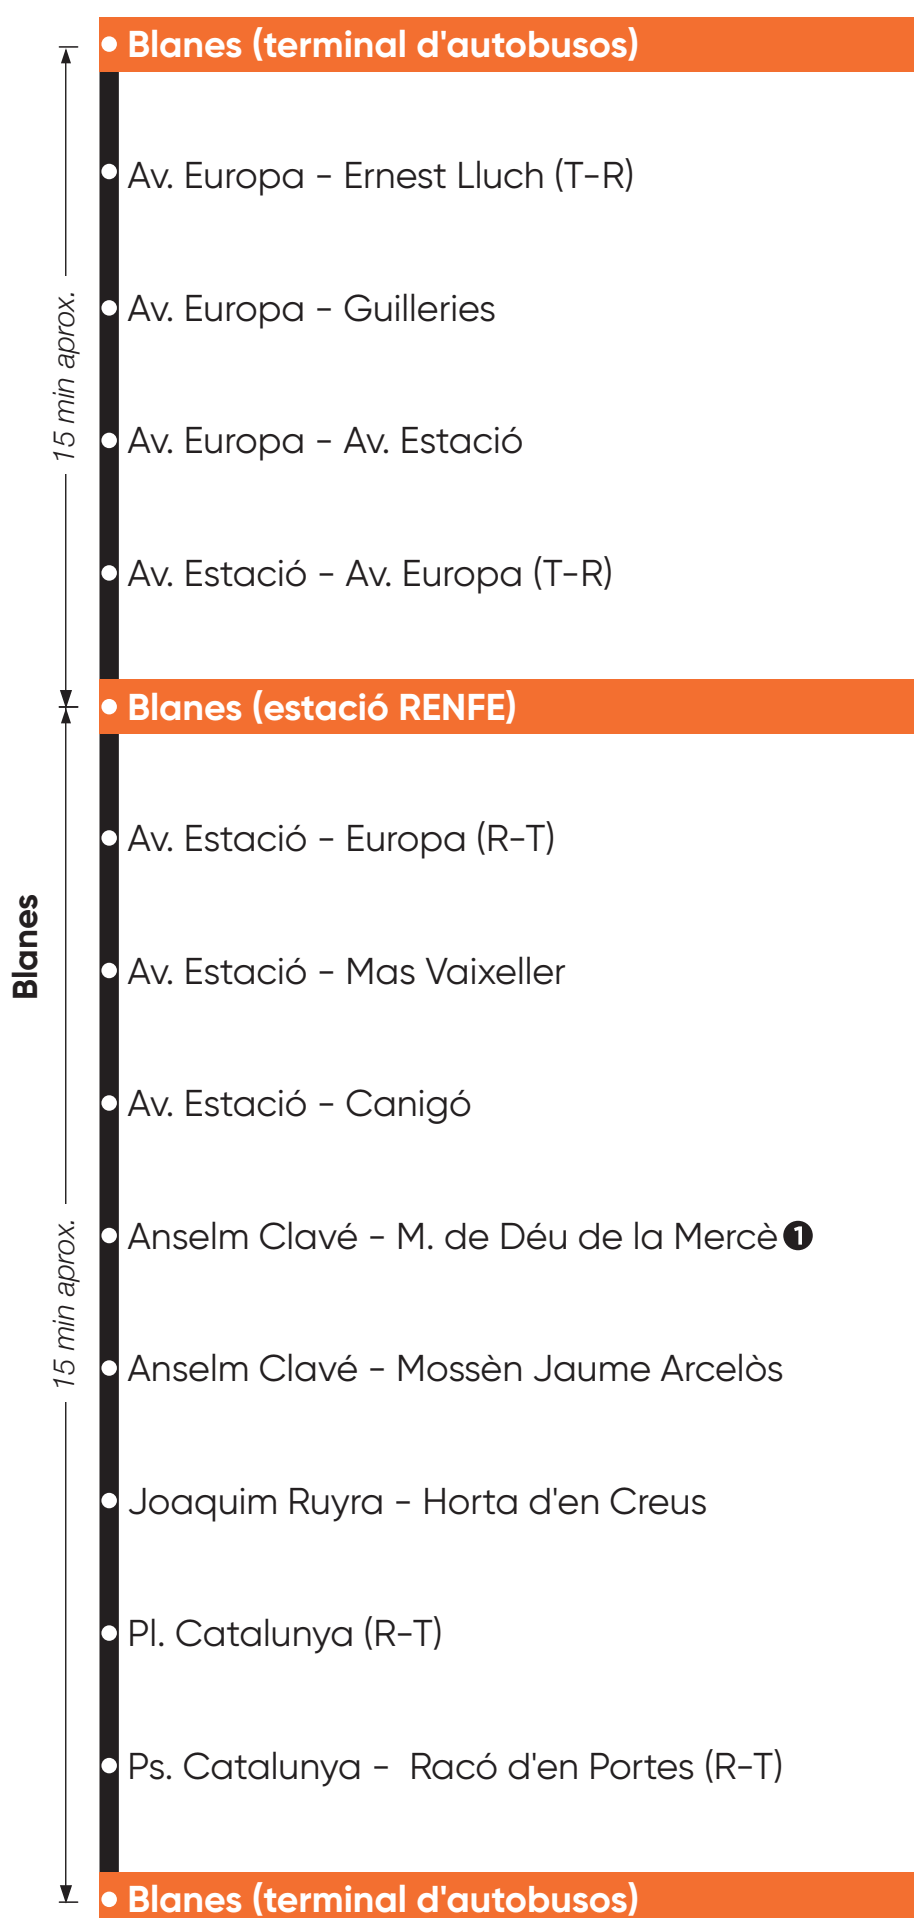 Blanes (terminal d'autobusos)
Av. Europa - Ernest Lluch (T-R)
Av. Europa - Guilleries
15 min aprox.
Av. Europa - Av. Estació
Av. Estació - Av. Europa (T-R)
Blanes (estació RENFE)
Av. Estació - Europa (R-T)
Blanes
Av. Estació - Mas Vaixeller
Av. Estació - Canigó
Anselm Clavé - M. de Déu de la Mercè ❶
15 min aprox.
Anselm Clavé - Mossèn Jaume Arcelòs
Joaquim Ruyra - Horta d'en Creus
Pl. Catalunya (R-T)
Ps. Catalunya - Racó d'en Portes (R-T)
Blanes (terminal d'autobusos)